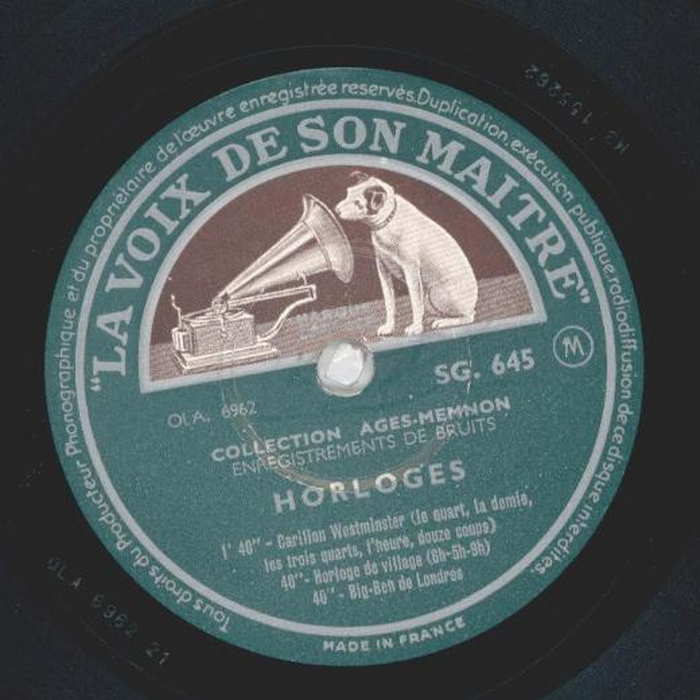 Tous droits du Producteur Phonographique et du propriétaire de l'œuvre enregistrée reservés. Duplication, exécution publique, radiodiffusion de ce disque interdites.
"LA VOIX DE SON MAITRE"
SG. 645
M
OLA. 6962
COLLECTION AGES-MEMNON
ENREGISTREMENTS DE BRUITS
HORLOGES
1' 40" - Carillon Westminster (le quart, la demie,
les trois quarts, l'heure, douze coups)
40" - Horloge de village (6h-5h-9h)
40" - Big-Ben de Londres
MADE IN FRANCE
OLA 6962 21
M3 155262